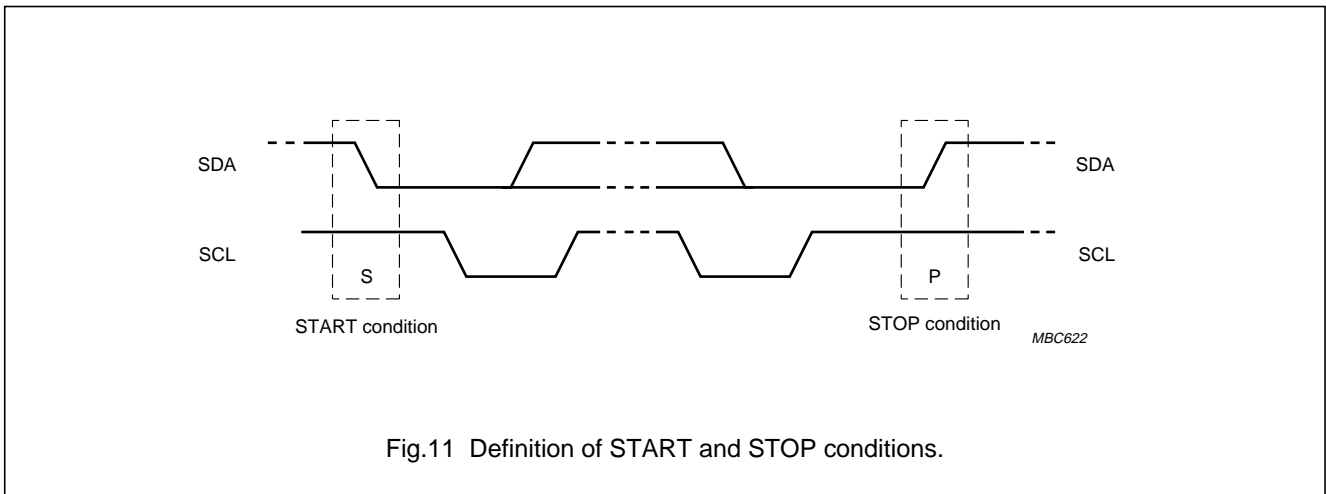 SDA
SDA
SCL
SCL
S
P
START condition
STOP condition
MBC622
Fig.11 Definition of START and STOP conditions.